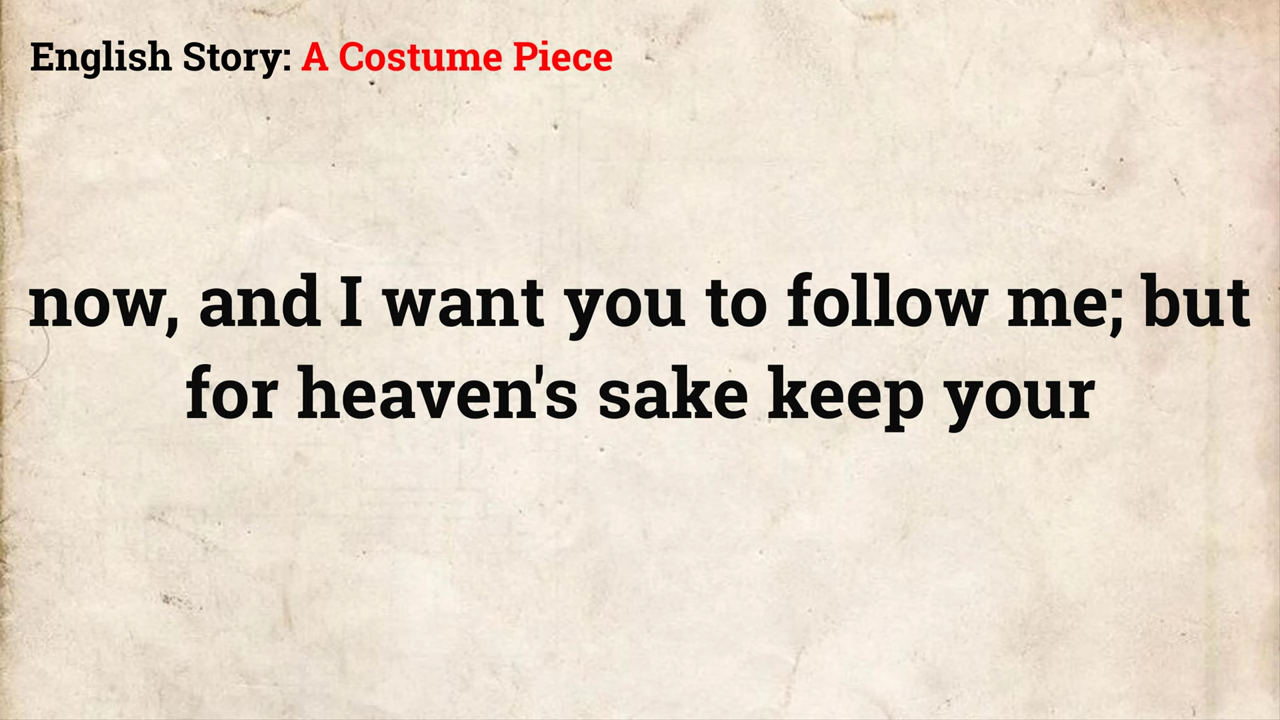 English Story: A Costume Piece
now, and I want you to follow me; but
for heaven's sake keep your